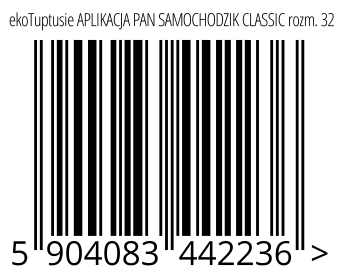 ekoTuptusie APLIKACJA PAN SAMOCHODZIK CLASSIC rozm. 32
5 904083 442236 >